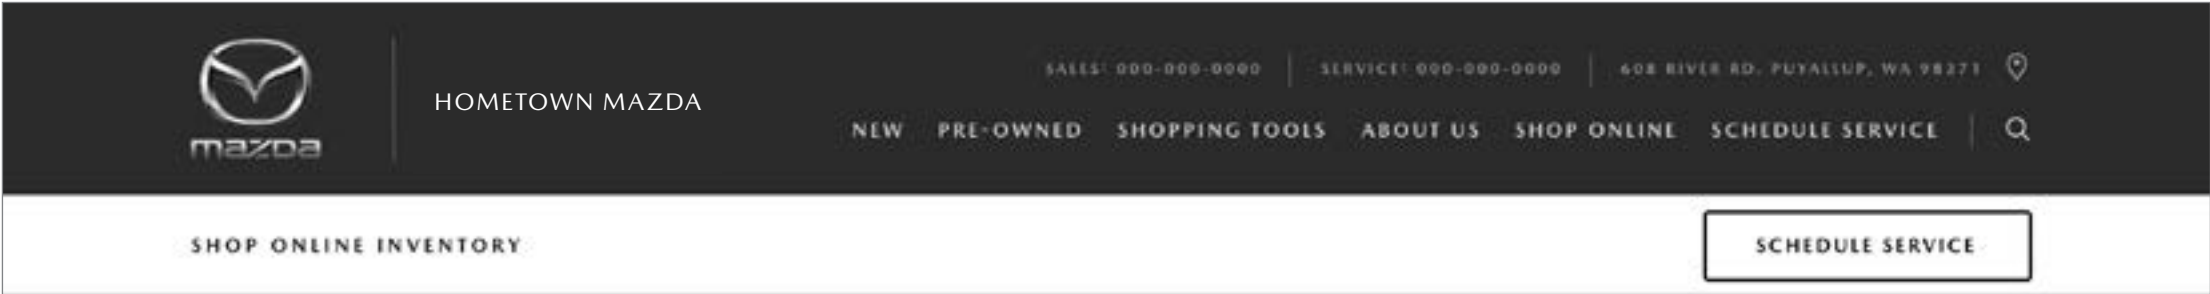 mazda
HOMETOWN MAZDA
SALES: 000-000-0000
SERVICE: 000-000-0000
608 RIVER RD. PUYALLUP, WA 98371
NEW PRE-OWNED SHOPPING TOOLS ABOUT US SHOP ONLINE SCHEDULE SERVICE
SHOP ONLINE INVENTORY
SCHEDULE SERVICE